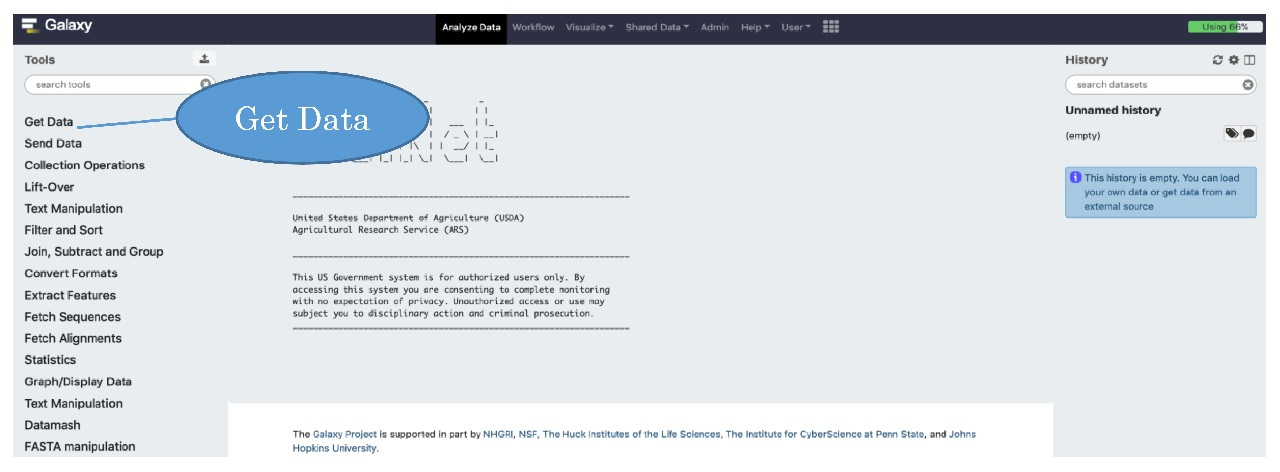 Galaxy
Analyze Data Workflow Visualize Shared Data Admin Help User
Using 66%
Tools
search tools
Get Data
Send Data
Collection Operations
Lift-Over
Text Manipulation
Filter and Sort
Join, Subtract and Group
Convert Formats
Extract Features
Fetch Sequences
Fetch Alignments
Statistics
Graph/Display Data
Text Manipulation
Datamash
FASTA manipulation
Get Data
United States Department of Agriculture (USDA)
Agricultural Research Service (ARS)
This US Government system is for authorized users only. By
accessing this system you are consenting to complete monitoring
with no expectation of privacy. Unauthorized access or use may
subject you to disciplinary action and criminal prosecution.
The Galaxy Project is supported in part by NHGRI, NSF, The Huck Institutes of the Life Sciences, The Institute for CyberScience at Penn State, and Johns
Hopkins University.
History
search datasets
Unnamed history
(empty)
This history is empty. You can load
your own data or get data from an
external source